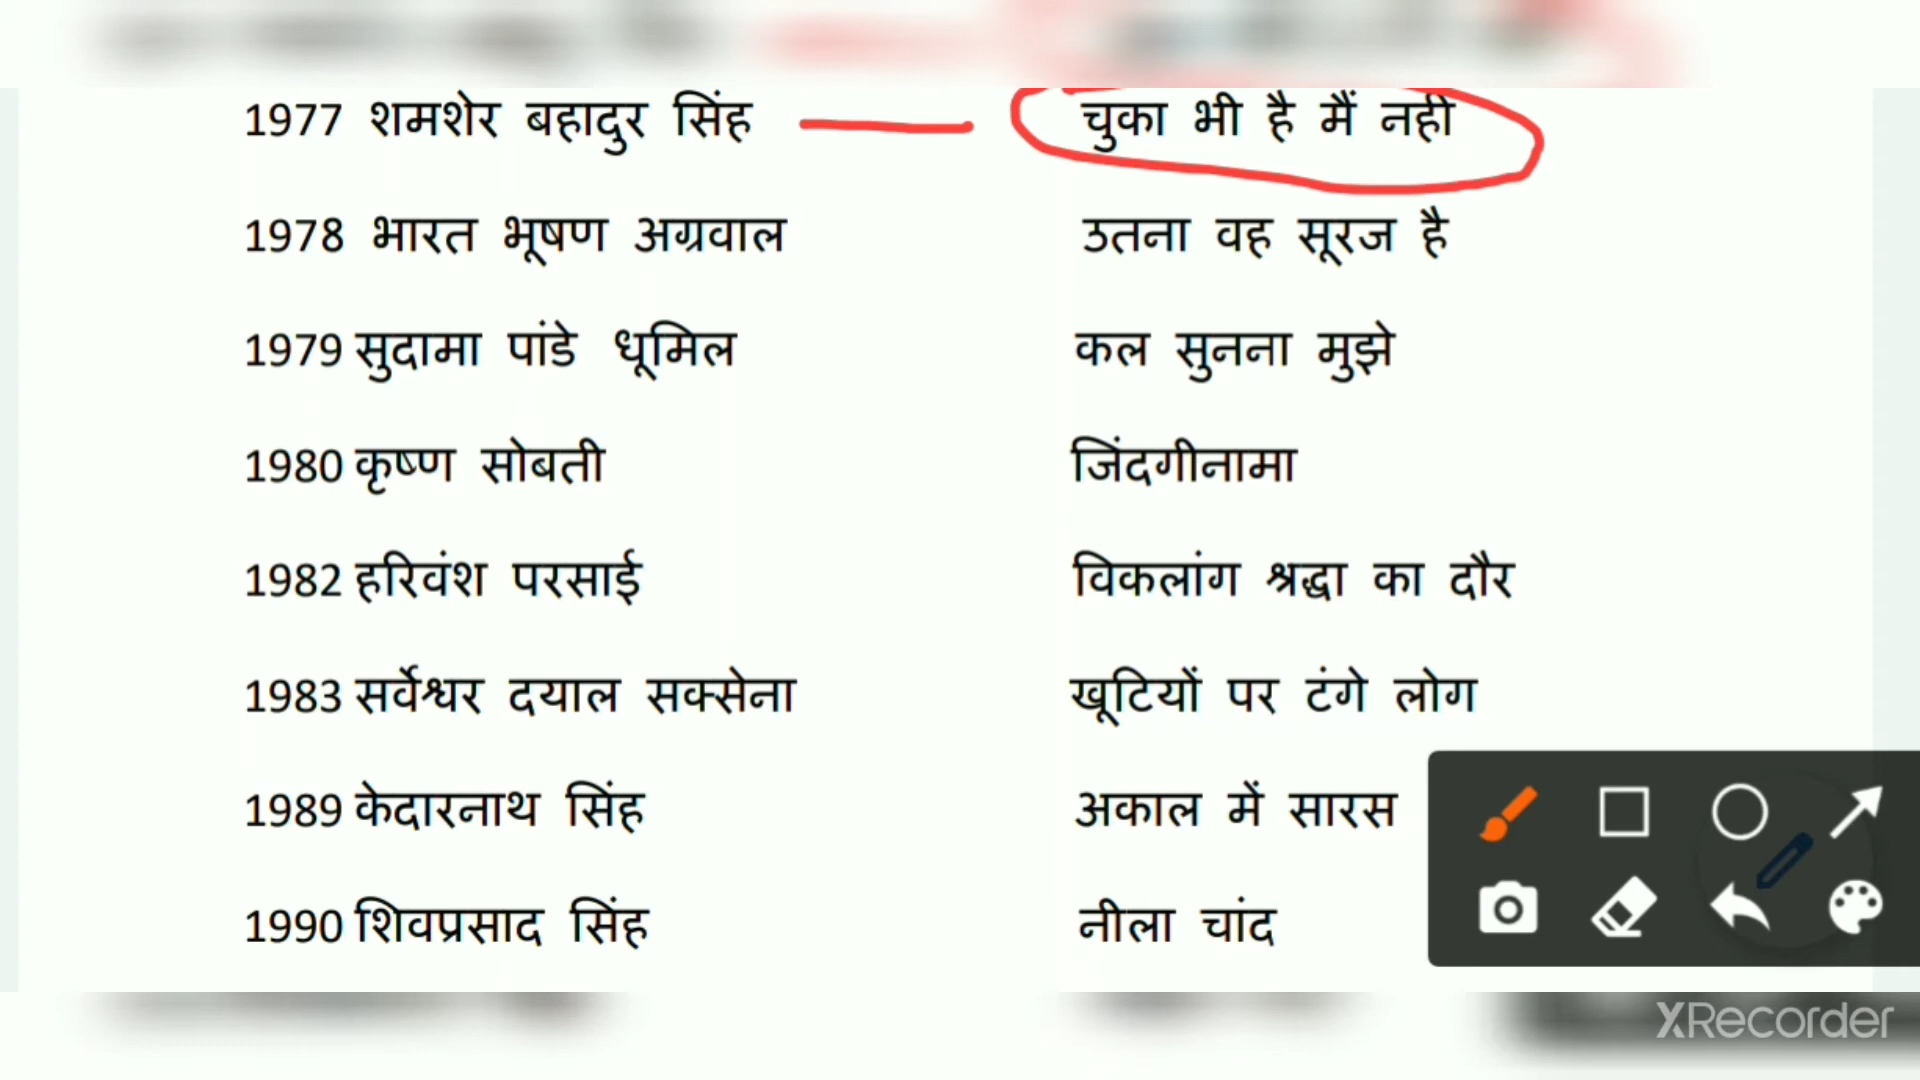 1977 शमशेर बहादुर सिंह चुका भी है मैं नही
1978 भारत भूषण अग्रवाल उतना वह सूरज है
1979 सुदामा पांडे धूमिल कल सुनना मुझे
1980 कृष्ण सोबती जिंदगीनामा
1982 हरिवंश परसाई विकलांग श्रद्धा का दौर
1983 सर्वेश्वर दयाल सक्सेना खूटियों पर टंगे लोग
1989 केदारनाथ सिंह अकाल में सारस
1990 शिवप्रसाद सिंह नीला चांद
XRecorder